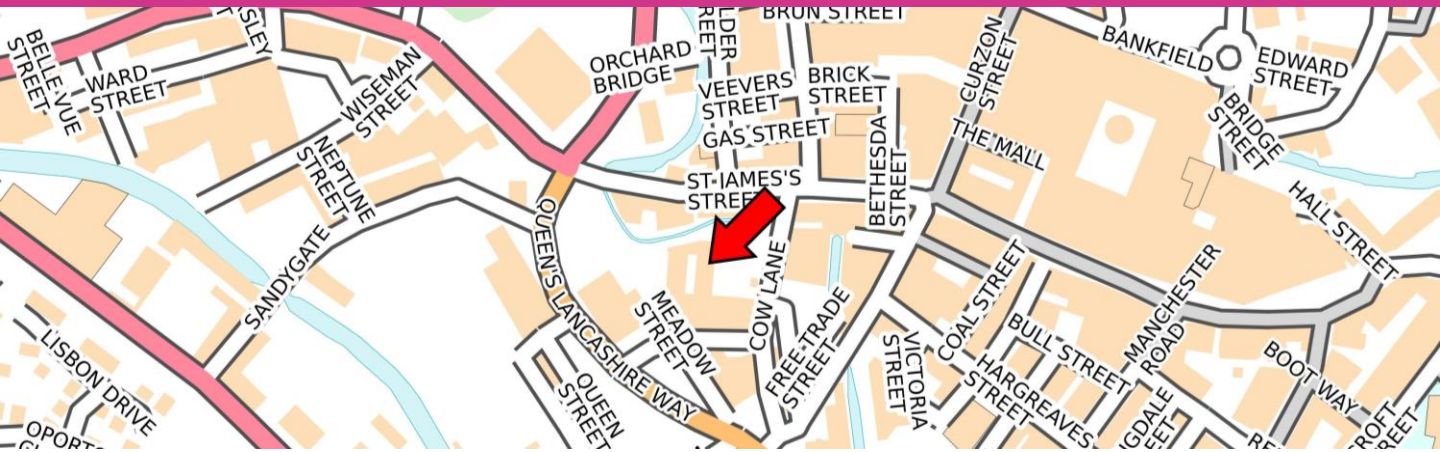 BRUN STREET
BELLE VUE
STREET
WARD
STREET
WISEMAN
STREET
NEPTUNE
STREET
ORCHARD
BRIDGE
VEEVERS
STREET
BRICK
STREET
GAS STREET
ST JAMES'S
STREET
BETHESDA
STREET
CURZON
STREET
THE MALL
BANKFIELD
EDWARD
STREET
BRIDGE
STREET
HALL STREET
SANDYGATE
QUEEN'S LANCASHIRE WAY
MEADOW
STREET
COW LANE
FREE-TRADE
STREET
QUEEN
STREET
VICTORIA
STREET
COAL STREET
BULL STREET
HARGREAVES
STREET
MANCHESTER
ROAD
BOOT WAY
LISBON DRIVE